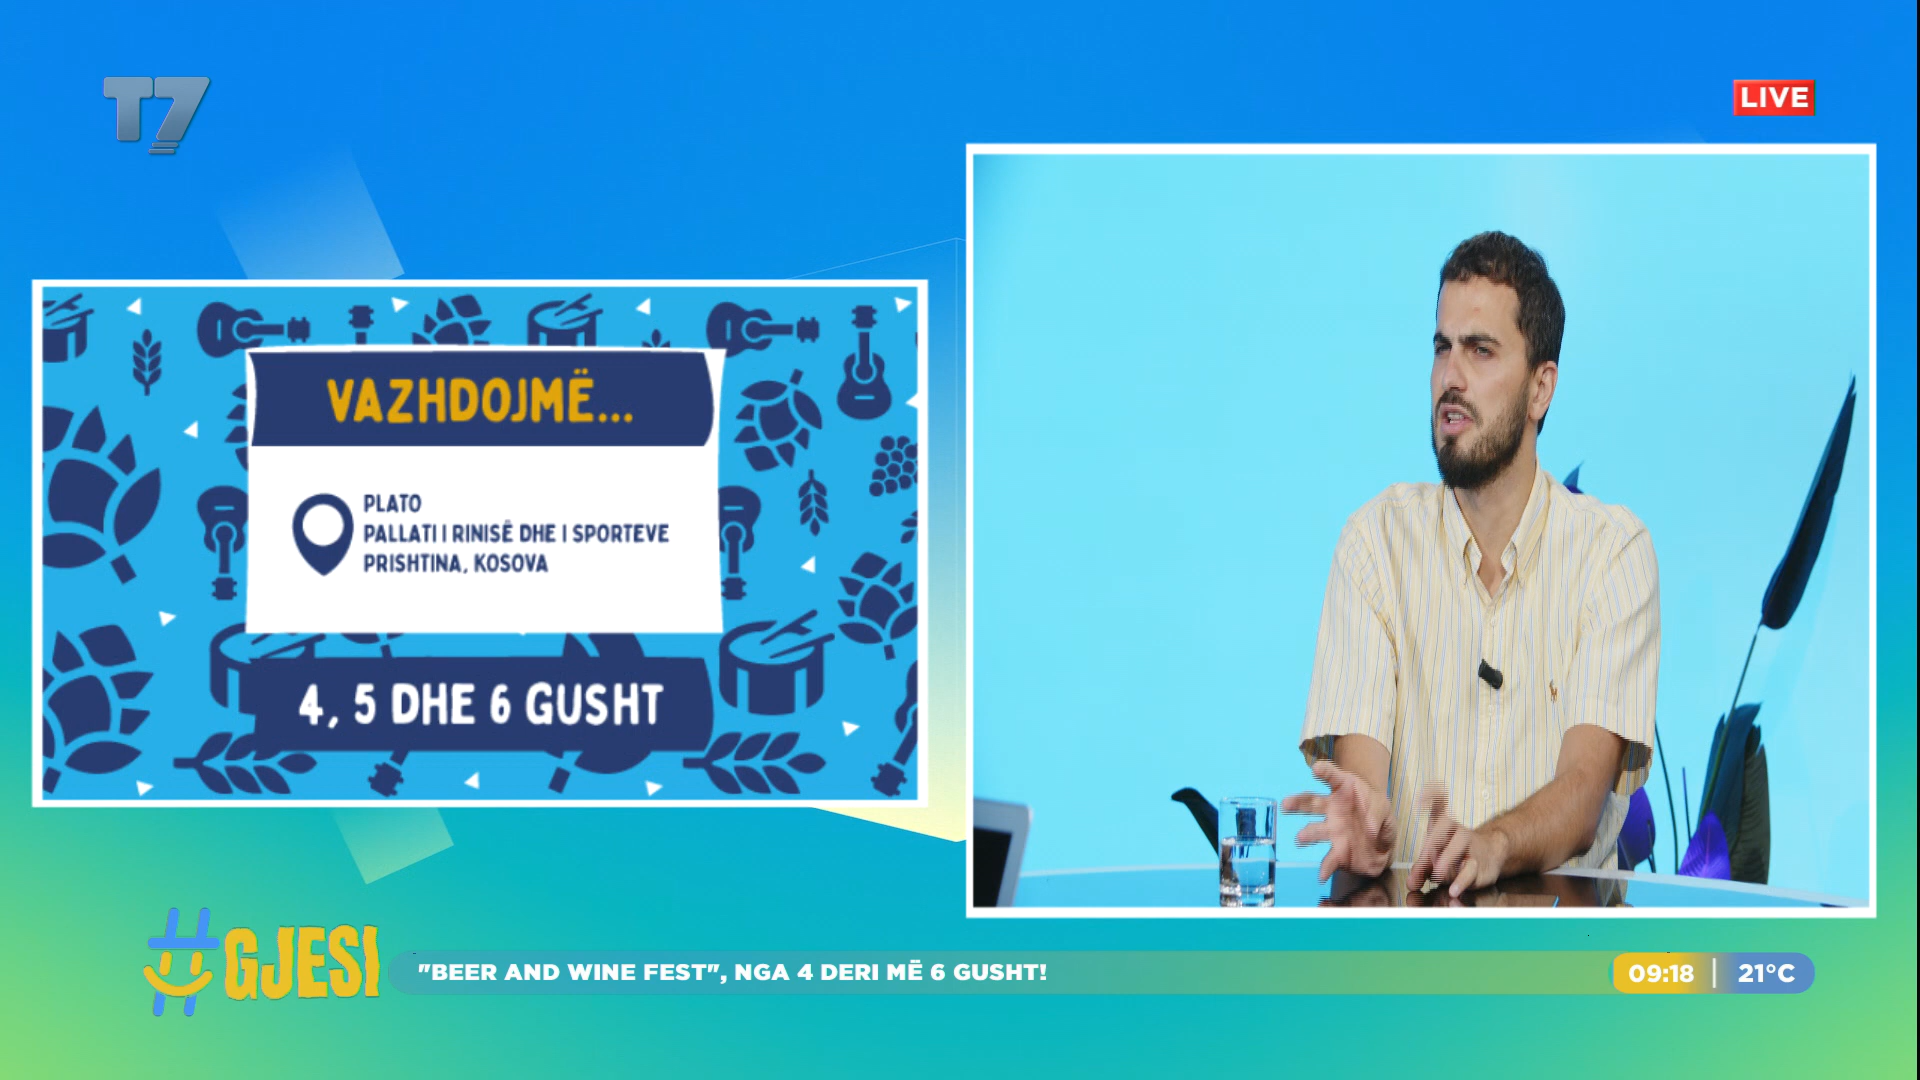 T7
LIVE
VAZHDOJMË...
PLATO
PALLATI I RINISË DHE I SPORTEVE
PRISHTINA, KOSOVA
4, 5 DHE 6 GUSHT
#GJESI
"BEER AND WINE FEST", NGA 4 DERI MË 6 GUSHT!
09:18 | 21°C